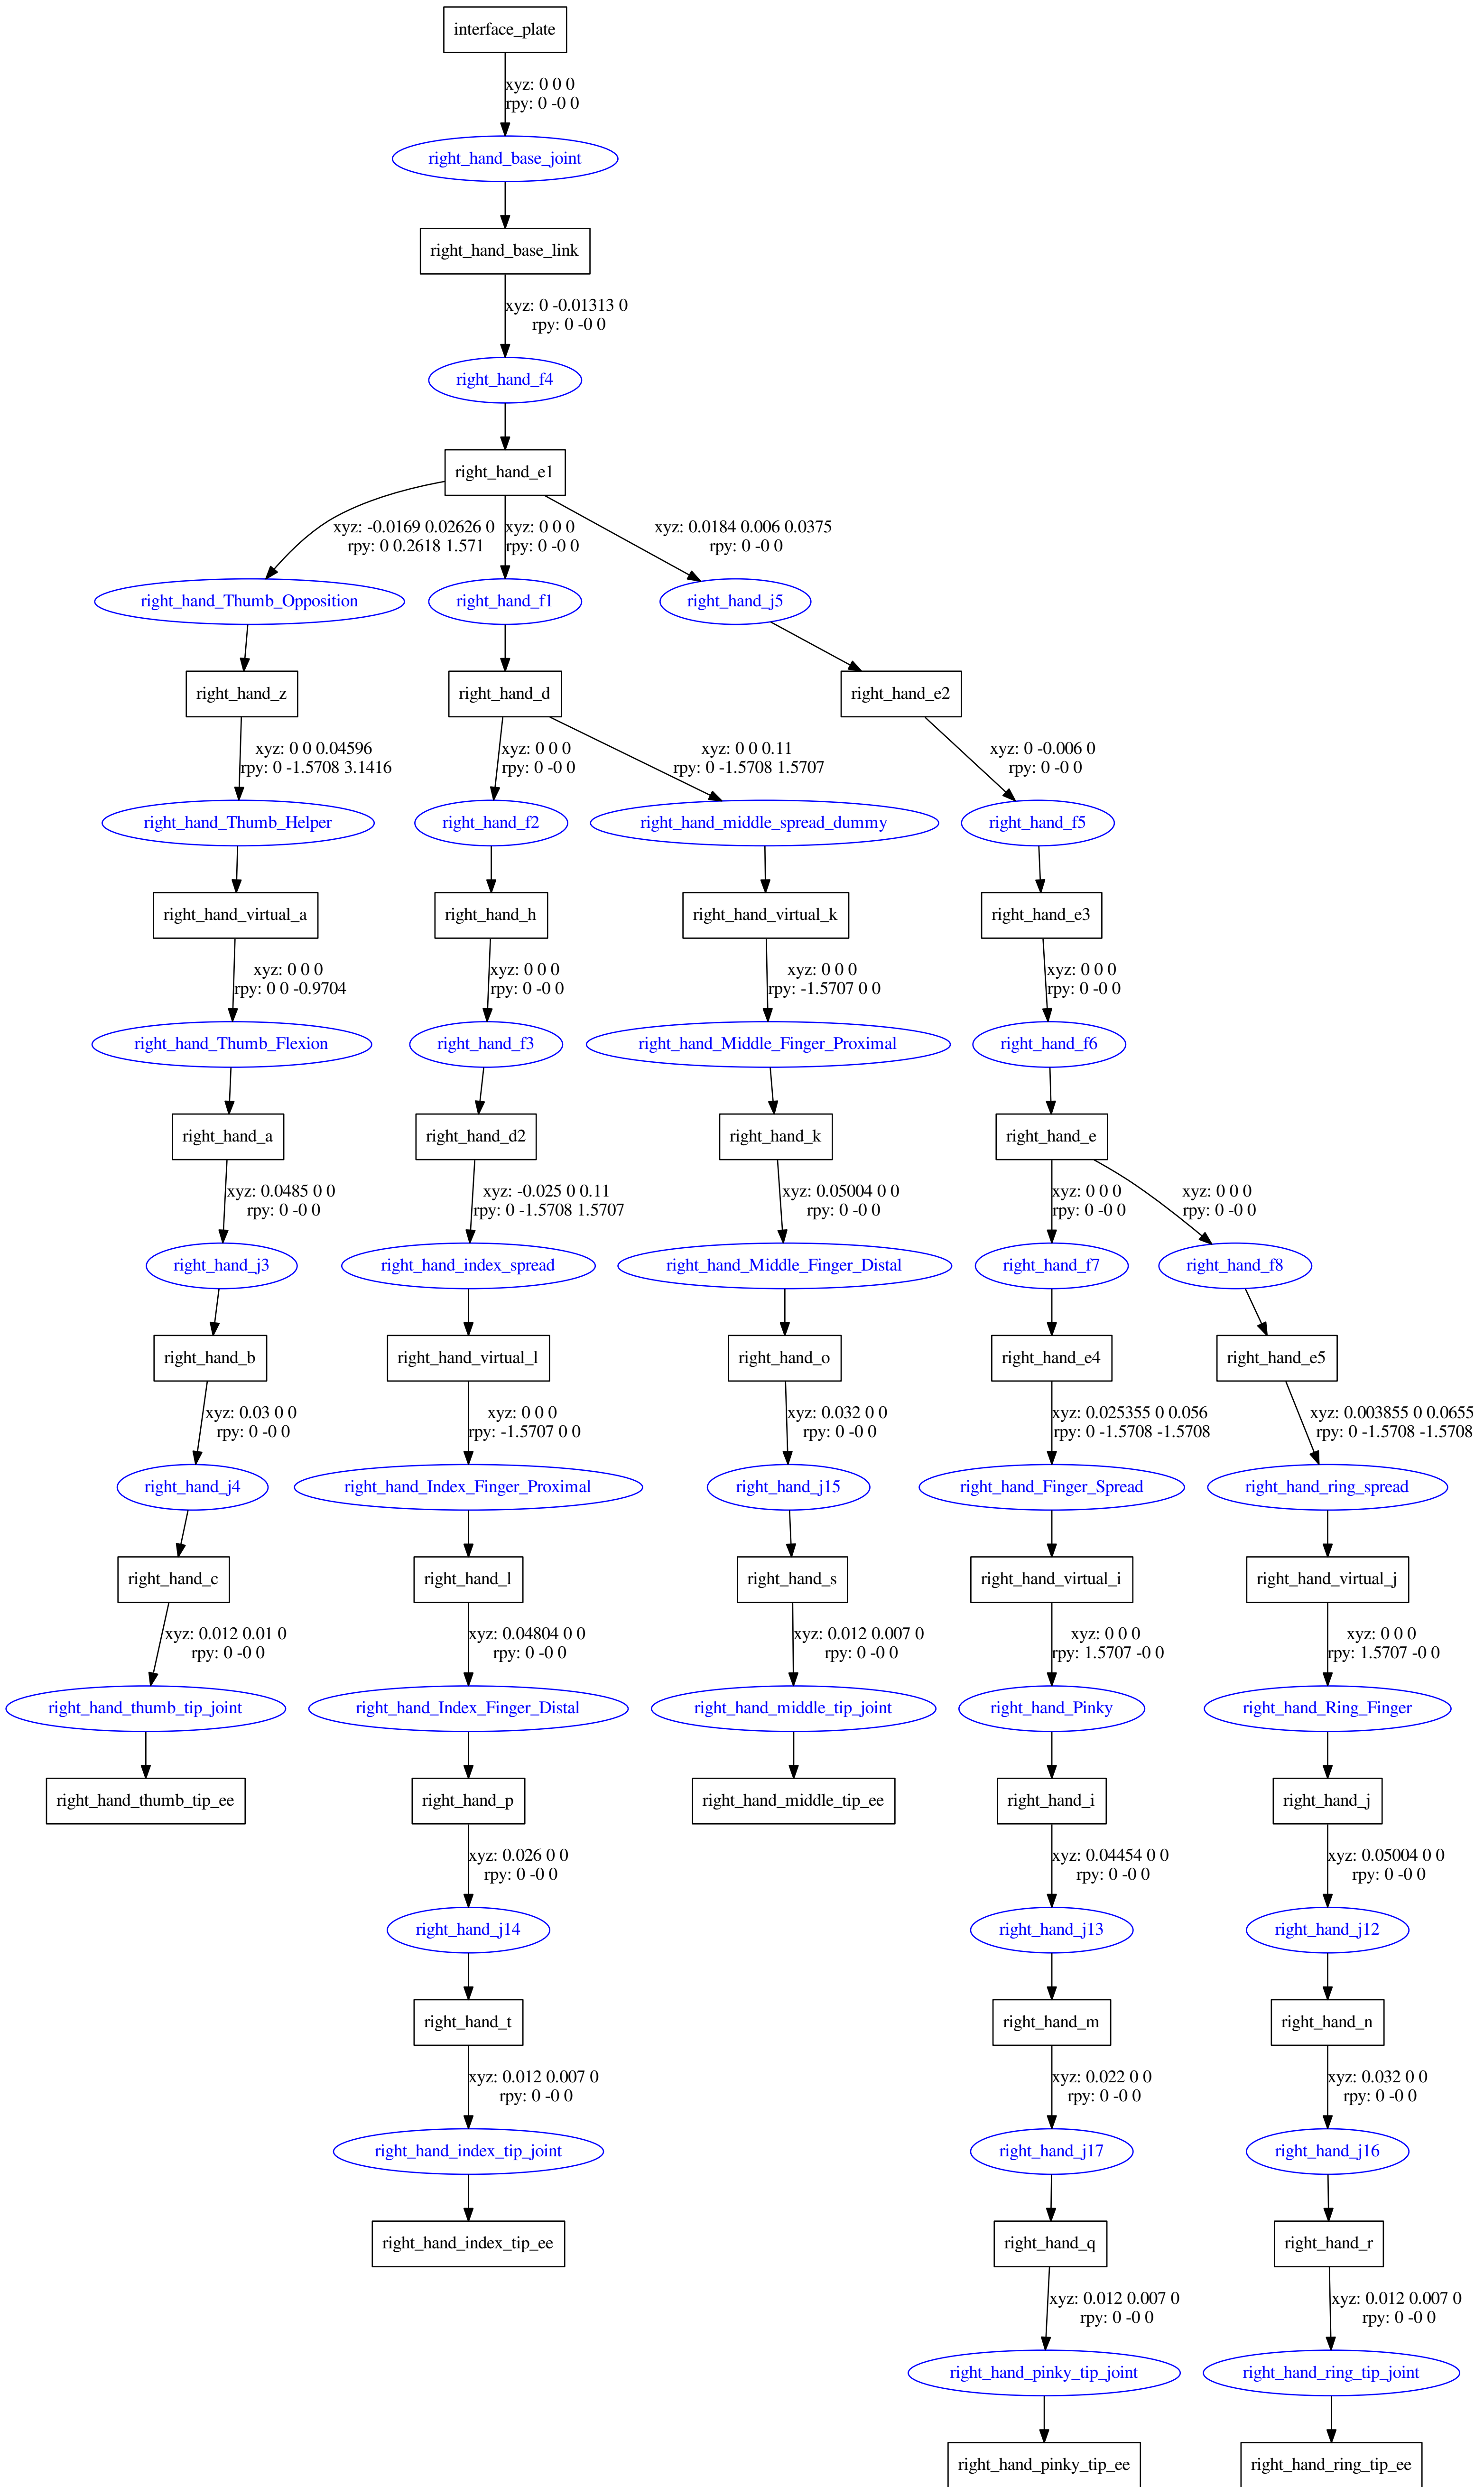 interface_plate
xyz: 0 0 0
rpy: 0 -0 0
right_hand_base_joint
right_hand_base_link
xyz: 0 -0.01313 0
rpy: 0 -0 0
right_hand_f4
right_hand_e1
xyz: -0.0169 0.02626 0
rpy: 0 0.2618 1.571
xyz: 0 0 0
rpy: 0 -0 0
xyz: 0.0184 0.006 0.0375
rpy: 0 -0 0
right_hand_Thumb_Opposition
right_hand_f1
right_hand_j5
right_hand_z
right_hand_d
right_hand_e2
xyz: 0 0 0.04596
rpy: 0 -1.5708 3.1416
xyz: 0 0 0
rpy: 0 -0 0
xyz: 0 0 0.11
rpy: 0 -1.5708 1.5707
xyz: 0 -0.006 0
rpy: 0 -0 0
right_hand_Thumb_Helper
right_hand_f2
right_hand_middle_spread_dummy
right_hand_f5
right_hand_virtual_a
right_hand_h
right_hand_virtual_k
right_hand_e3
xyz: 0 0 0
rpy: 0 0 -0.9704
xyz: 0 0 0
rpy: 0 -0 0
xyz: 0 0 0
rpy: -1.5707 0 0
xyz: 0 0 0
rpy: 0 -0 0
right_hand_Thumb_Flexion
right_hand_f3
right_hand_Middle_Finger_Proximal
right_hand_f6
right_hand_a
right_hand_d2
right_hand_k
right_hand_e
xyz: 0.0485 0 0
rpy: 0 -0 0
xyz: -0.025 0 0.11
rpy: 0 -1.5708 1.5707
xyz: 0.05004 0 0
rpy: 0 -0 0
xyz: 0 0 0
rpy: 0 -0 0
xyz: 0 0 0
rpy: 0 -0 0
right_hand_j3
right_hand_index_spread
right_hand_Middle_Finger_Distal
right_hand_f7
right_hand_f8
right_hand_b
right_hand_virtual_l
right_hand_o
right_hand_e4
right_hand_e5
xyz: 0.03 0 0
rpy: 0 -0 0
xyz: 0 0 0
rpy: -1.5707 0 0
xyz: 0.032 0 0
rpy: 0 -0 0
xyz: 0.025355 0 0.056
rpy: 0 -1.5708 -1.5708
xyz: 0.003855 0 0.0655
rpy: 0 -1.5708 -1.5708
right_hand_j4
right_hand_Index_Finger_Proximal
right_hand_j15
right_hand_Finger_Spread
right_hand_ring_spread
right_hand_c
right_hand_l
right_hand_s
right_hand_virtual_i
right_hand_virtual_j
xyz: 0.012 0.01 0
rpy: 0 -0 0
xyz: 0.04804 0 0
rpy: 0 -0 0
xyz: 0.012 0.007 0
rpy: 0 -0 0
xyz: 0 0 0
rpy: 1.5707 -0 0
xyz: 0 0 0
rpy: 1.5707 -0 0
right_hand_thumb_tip_joint
right_hand_Index_Finger_Distal
right_hand_middle_tip_joint
right_hand_Pinky
right_hand_Ring_Finger
right_hand_thumb_tip_ee
right_hand_p
right_hand_middle_tip_ee
right_hand_i
right_hand_j
xyz: 0.026 0 0
rpy: 0 -0 0
xyz: 0.04454 0 0
rpy: 0 -0 0
xyz: 0.05004 0 0
rpy: 0 -0 0
right_hand_j14
right_hand_j13
right_hand_j12
right_hand_t
right_hand_m
right_hand_n
xyz: 0.012 0.007 0
rpy: 0 -0 0
xyz: 0.022 0 0
rpy: 0 -0 0
xyz: 0.032 0 0
rpy: 0 -0 0
right_hand_index_tip_joint
right_hand_j17
right_hand_j16
right_hand_index_tip_ee
right_hand_q
right_hand_r
xyz: 0.012 0.007 0
rpy: 0 -0 0
xyz: 0.012 0.007 0
rpy: 0 -0 0
right_hand_pinky_tip_joint
right_hand_ring_tip_joint
right_hand_pinky_tip_ee
right_hand_ring_tip_ee